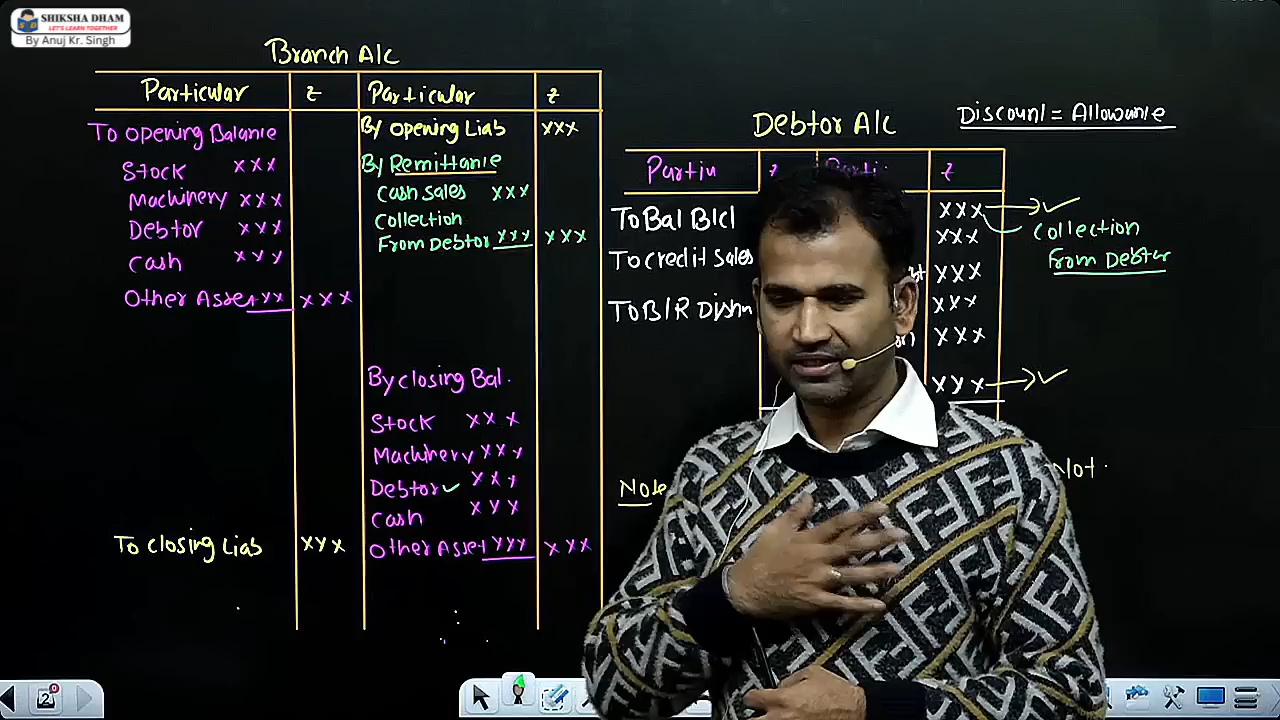 SHIKSHA DHAM
LET'S LEARN TOGETHER
By Anuj Kr. Singh
Branch A/c
Particular ₹ Particular ₹
To opening Balance
Stock xxx
Machinery xxx
Debtor xxx
Cash xxx
Other Asset xxx xxx
To closing Liab xxx
By opening Liab xxx
By Remittance
Cash sales xxx
Collection
From Debtor xxx xxx
By closing Bal.
Stock xxx
Machinery xxx
Debtor ✓ xxx
Cash xxx
Other Asset xxx xxx
Discount = Allowance
Debtor A/c
₹
To Bal B/d xxx → ✓
xxx Collection
From Debtor
To credit Sales xxx
To B/R Dishn xxx
xxx
xxx → ✓
Note Not.
2